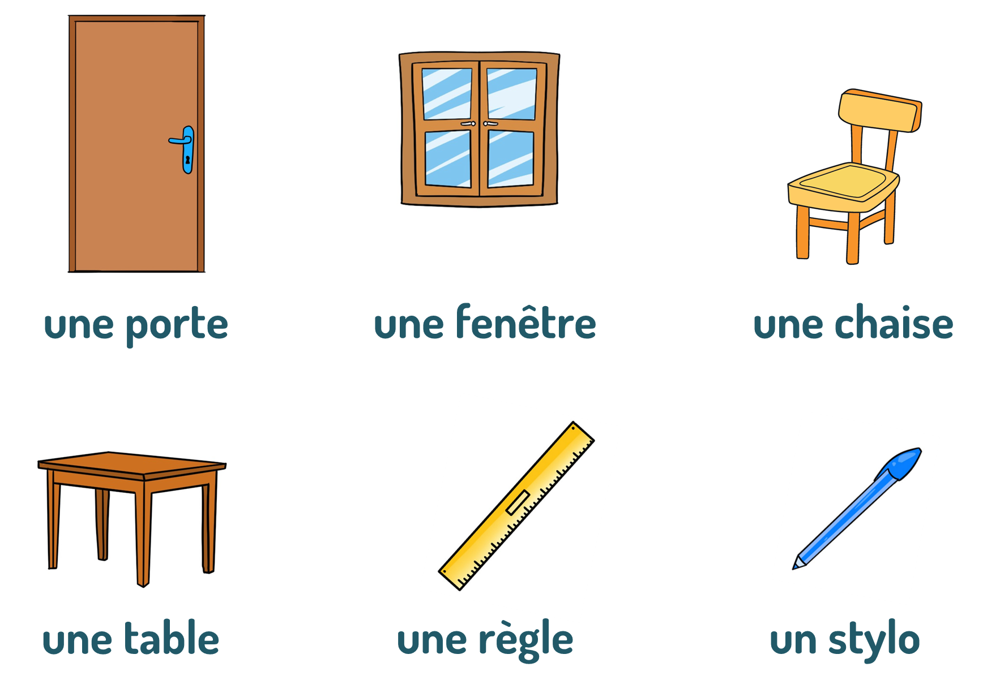 une porte
une fenêtre
une chaise
une table
une règle
un stylo